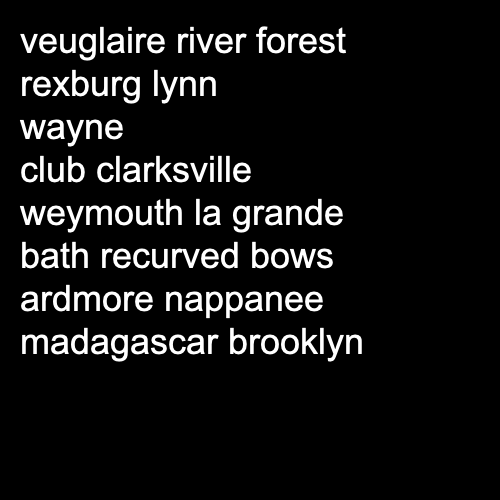 veuglaire river forest
rexburg lynn
wayne
club clarksville
weymouth la grande
bath recurved bows
ardmore nappanee
madagascar brooklyn